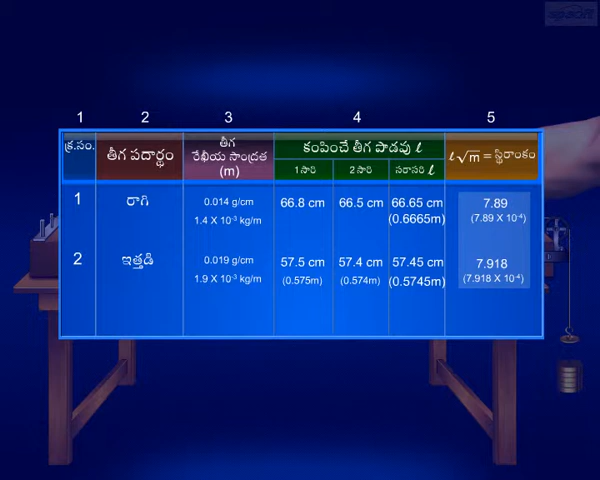 1 2 3 4 5
క్ర.సం. తీగ పదార్థం తీగ రేఖీయ సాంద్రత (m) కంపించే తీగ పొడవు ℓ ℓ√m = స్థిరాంకం
1సారి 2సారి సరాసరి ℓ
1 రాగి 0.014 g/cm 66.8 cm 66.5 cm 66.65 cm 7.89
1.4 X 10⁻³ kg/m (0.6665m) (7.89 X 10⁻⁴)
2 ఇత్తడి 0.019 g/cm 57.5 cm 57.4 cm 57.45 cm 7.918
1.9 X 10⁻³ kg/m (0.575m) (0.574m) (0.5745m) (7.918 X 10⁻⁴)